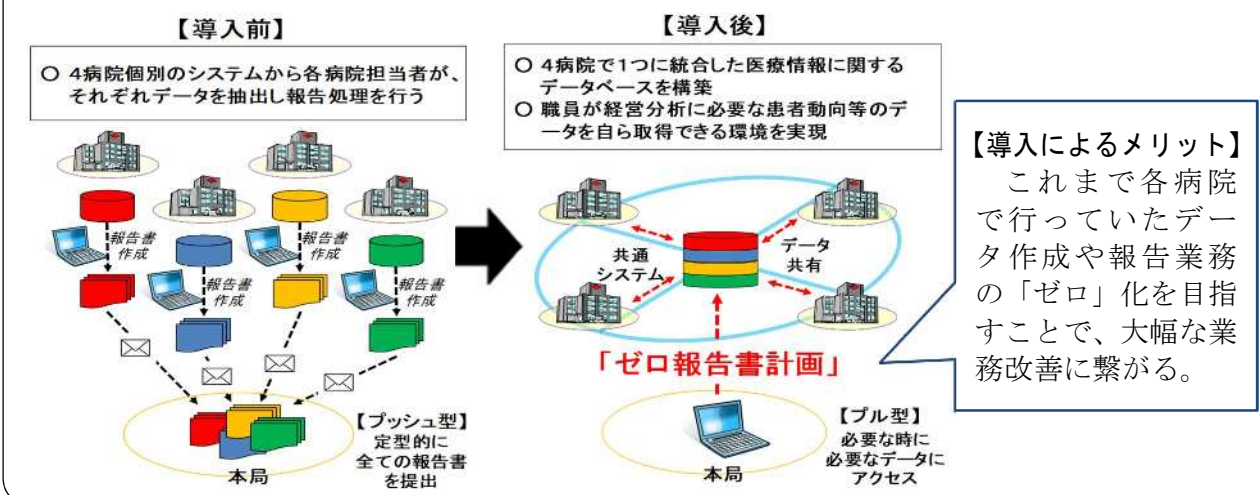 【導入前】
○ 4病院個別のシステムから各病院担当者が、
それぞれデータを抽出し報告処理を行う
報告書
作成
報告書
作成
報告書
作成
報告書
作成
【プッシュ型】
定型的に
全ての報告書
を提出
本局
【導入後】
○ 4病院で1つに統合した医療情報に関する
データベースを構築
○ 職員が経営分析に必要な患者動向等のデ
ータを自ら取得できる環境を実現
共通
システム
データ
共有
「ゼロ報告書計画」
【プル型】
必要な時に
必要なデータに
アクセス
本局
【導入によるメリット】
これまで各病院
で行っていたデー
タ作成や報告業務
の「ゼロ」化を目指
すことで、大幅な業
務改善に繋がる。